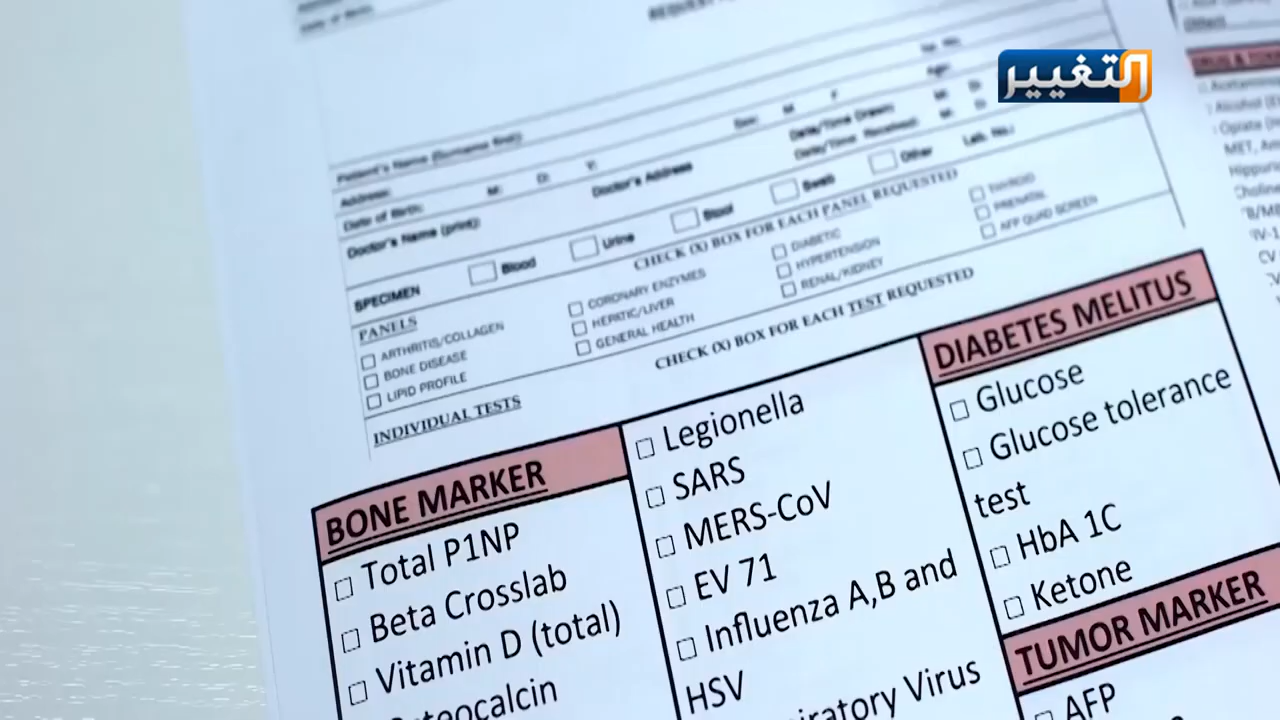 التغيير
REQUEST
Patient's Name (Surname first):
Address:
Date of Birth: M: D: Y:
Sex: M F
Doctor's Name (print):
Doctor's Address
Date/Time Drawn: M: D:
Date/Time Received: M: D:
Lab. No.:
SPECIMEN □ Blood □ Urine □ Stool □ Swab □ Other
CHECK (X) BOX FOR EACH PANEL REQUESTED
PANELS
□ ARTHRITIS/COLLAGEN
□ BONE DISEASE
□ LIPID PROFILE
□ CORONARY ENZYMES
□ HEPATIC/LIVER
□ GENERAL HEALTH
□ DIABETIC
□ HYPERTENSION
□ RENAL/KIDNEY
□ THYROID
□ PRENATAL
□ AFP QUAD SCREEN
CHECK (X) BOX FOR EACH TEST REQUESTED
INDIVIDUAL TESTS
BONE MARKER
□ Total P1NP
□ Beta Crosslab
□ Vitamin D (total)
□ Legionella
□ SARS
□ MERS-CoV
□ EV 71
□ Influenza A,B and
HSV
Virus
DIABETES MELITUS
□ Glucose
□ Glucose tolerance
test
□ HbA 1C
□ Ketone
TUMOR MARKER
□ AFP